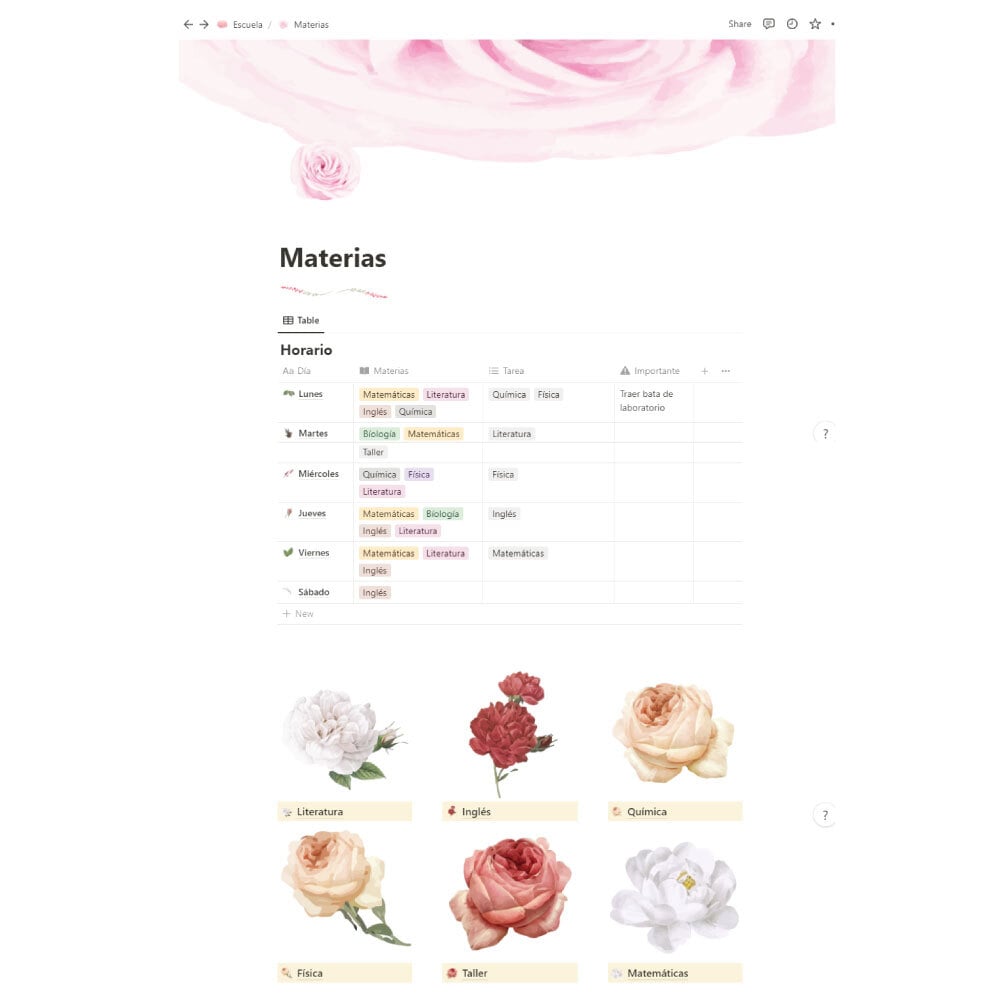 Escuela / Materias Share
Materias
Table
Horario
Aa Día Materias Tarea Importante
Lunes Matemáticas Literatura Química Física Traer bata de
Inglés Química laboratorio
Martes Biología Matemáticas Literatura
Taller
Miércoles Química Física Física
Literatura
Jueves Matemáticas Biología Inglés
Inglés Literatura
Viernes Matemáticas Literatura Matemáticas
Inglés
Sábado Inglés
+ New
?
Literatura Inglés Química
?
Física Taller Matemáticas